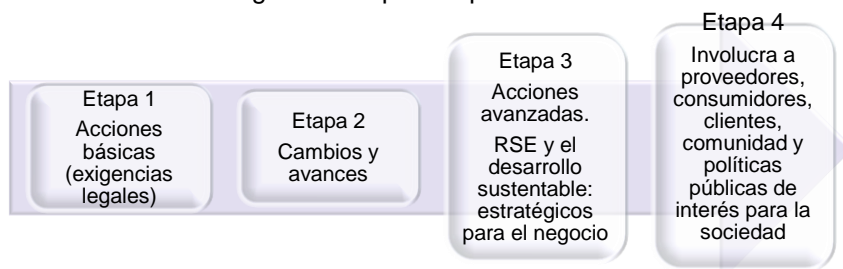 Etapa 1
Acciones
básicas
(exigencias
legales)
Etapa 2
Cambios y
avances
Etapa 3
Acciones
avanzadas.
RSE y el
desarrollo
sustentable:
estratégicos
para el negocio
Etapa 4
Involucra a
proveedores,
consumidores,
clientes,
comunidad y
políticas
públicas de
interés para la
sociedad